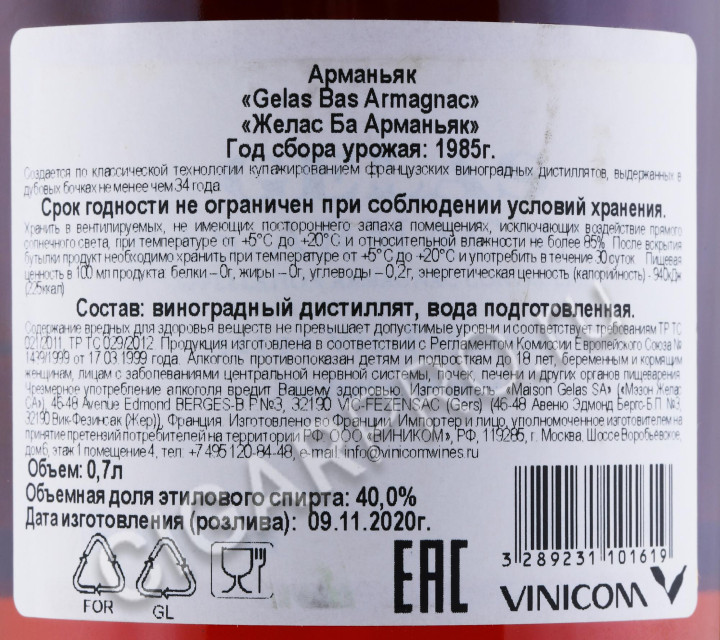 Арманьяк
«Gelas Bas Armagnac»
«Желас Ба Арманьяк»
Год сбора урожая: 1985г.
Создается по классической технологии купажированием французских виноградных дистиллятов, выдержанных в
дубовых бочках не менее чем 34 года
Срок годности не ограничен при соблюдении условий хранения.
Хранить в вентилируемых, не имеющих постороннего запаха помещениях, исключающих воздействие прямого
солнечного света, при температуре от +5°С до +20°С и относительной влажности не более 85%. После вскрытия
бутылки продукт необходимо хранить при температуре от +5°С до +20°С и употребить в течение 30 суток. Пищевая
ценность в 100 мл продукта: белки – 0г, жиры – 0г, углеводы – 0,2г, энергетическая ценность (калорийность) - 940кДж
(225ккал)
Состав: виноградный дистиллят, вода подготовленная.
Содержание вредных для здоровья веществ не превышает допустимые уровни и соответствует требованиям ТР ТС
021/2011, ТР ТС 029/2012. Продукция изготовлена в соответствии с Регламентом Комиссии Европейского Союза №
1439/1999 от 17.03.1999 года. Алкоголь противопоказан детям и подросткам до 18 лет, беременным и кормящим
женщинам, лицам с заболеваниями центральной нервной системы, почек, печени и других органов пищеварения.
Чрезмерное употребление алкоголя вредит Вашему здоровью. Изготовитель: «Maison Gelas SA» («Мэзон Желас
СА»), 45-48 Avenue Edmond BERGES-B.P.№3, 32190 VIC-FEZENSAC (Gers) (45-48 Авеню Эдмонд Бергс-Б.П. №3,
32190 Вик-Фезинсак (Жер)), Франция. Изготовлено во Франции. Импортер и лицо, уполномоченное изготовителем на
принятие претензий потребителей на территории РФ: ООО «ВИНИКОМ», РФ, 119285, г. Москва, Шоссе Воробьевское,
дом 6, этаж 1 помещение 4, тел: +7 495 120-84-48, e-mail: info@vinicomwines.ru
Объем: 0,7л
Объемная доля этилового спирта: 40,0%
Дата изготовления (розлива): 09.11.2020г.
3 289231 101619
FOR
GL
EAC
VINICOM
CIGARPRO.RU